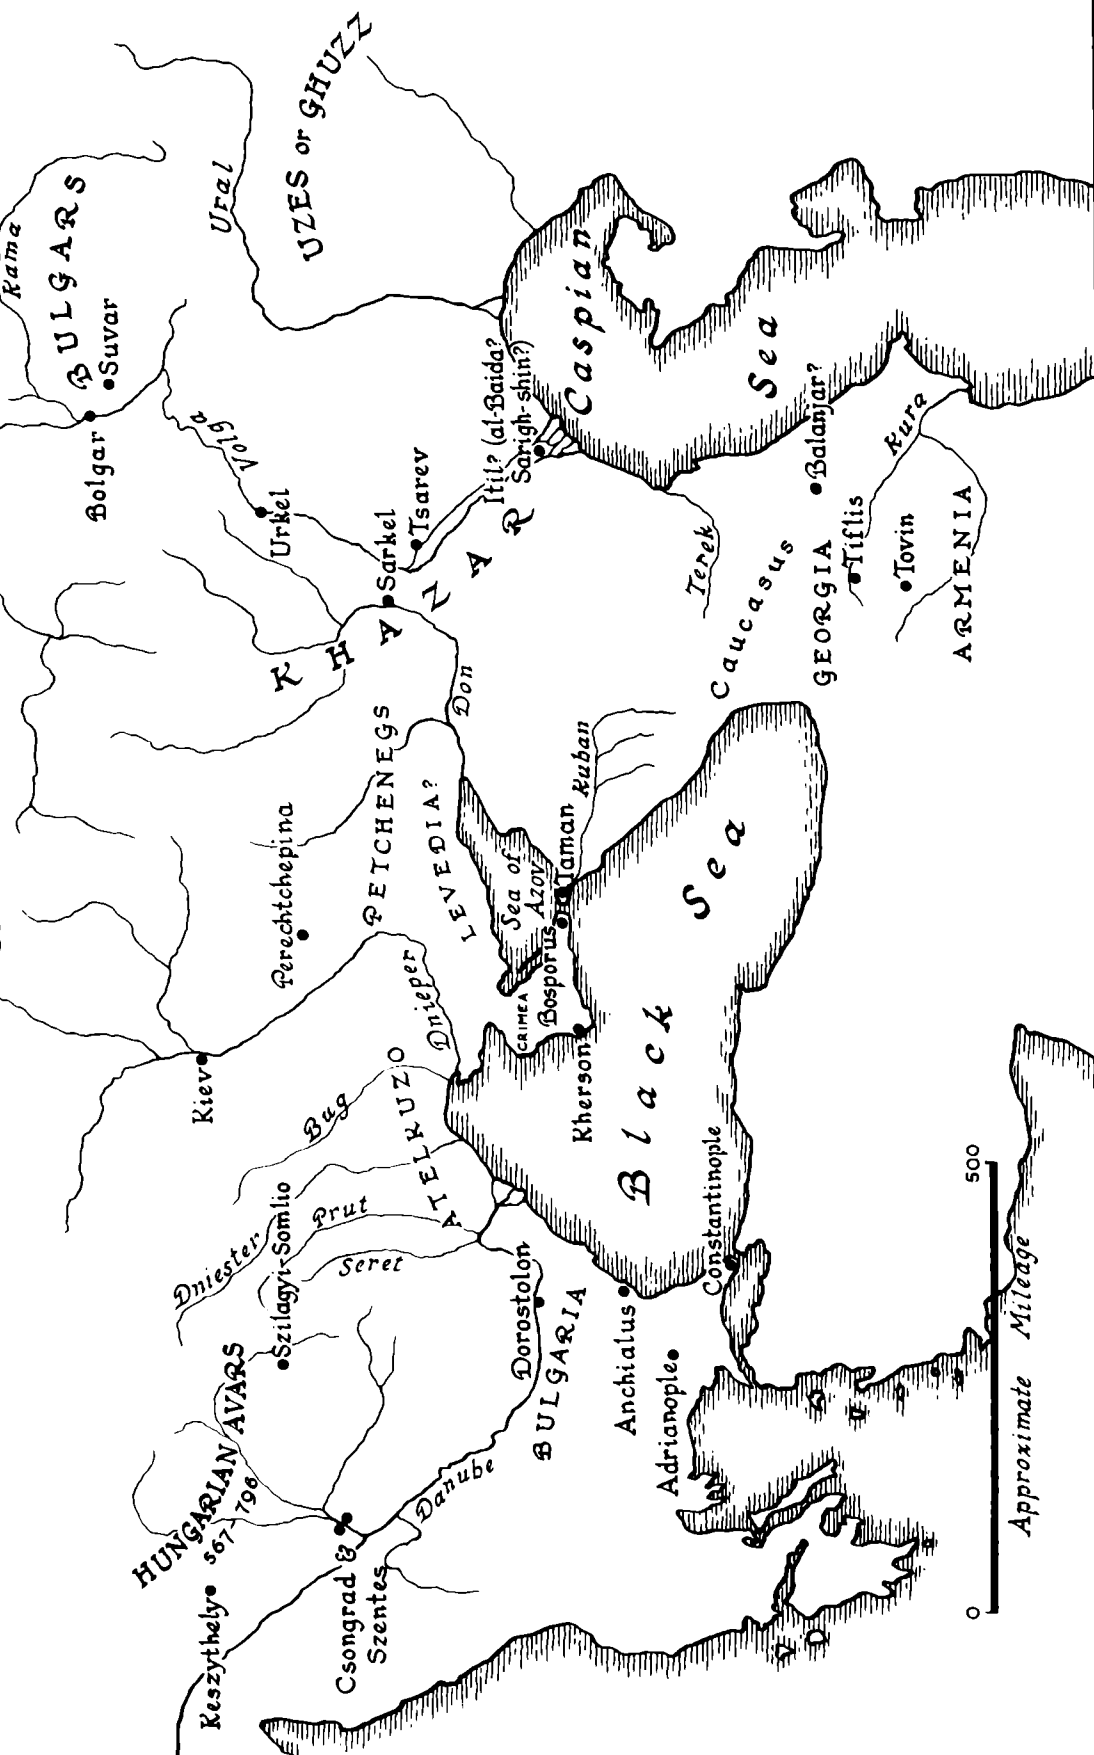 Kama
BULGARS
Suvar
Bolgar
Ural
UZES or GHUZZ
Volga
Urkel
Tsarev
Sarkel
Itil? (al-Baida?
Sarigh-shin?)
KHAZAR
Caspian
Sea
Balanjar?
Kura
Terek
Caucasus
GEORGIA
Tiflis
Tovin
ARMENIA
Don
PETCHENEGS
LEVEDIA?
Perechtchepina
Sea of
Azov
Taman
Kuban
Bosporus
CRIMEA
Kherson
Dnieper
Kiev
Bug
ATELKUZO
Black
Sea
Dniester
Szilagyi-Somlio
Prut
Seret
HUNGARIAN AVARS
567-796
Keszythely
Csongrad &
Szentes
Danube
Dorostolon
BULGARIA
Anchialus
Adrianople
Constantinople
0
500
Approximate Mileage